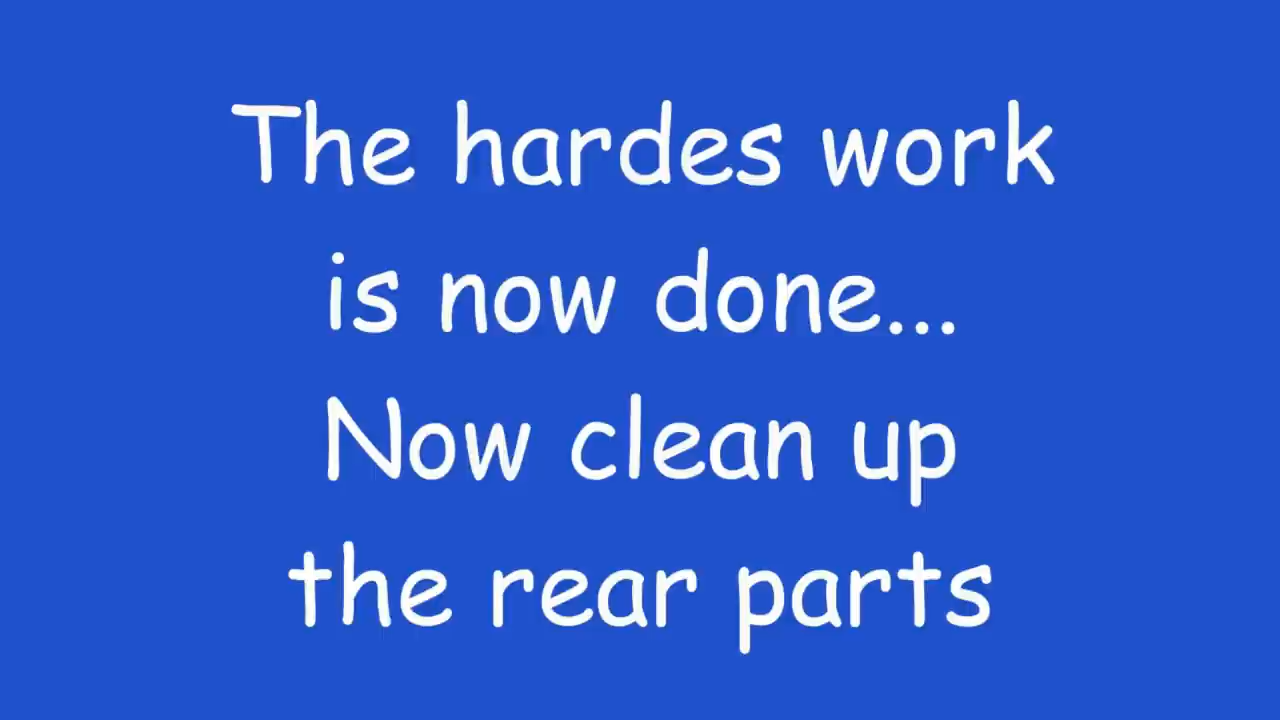 The hardes work
is now done...
Now clean up
the rear parts